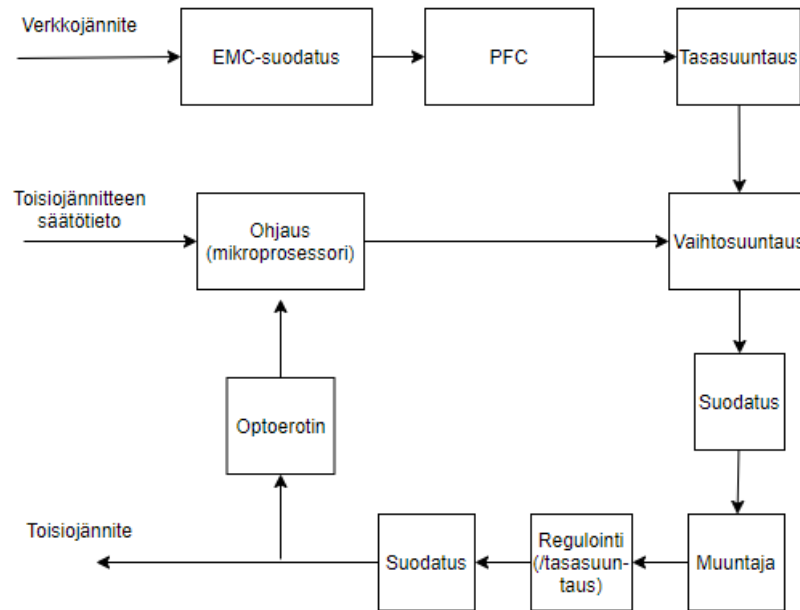 Verkkojännite
EMC-suodatus
PFC
Tasasuuntaus
Toisiojännitteen
säätötieto
Ohjaus
(mikroprosessori)
Vaihtosuuntaus
Suodatus
Optoerotin
Toisiojännite
Suodatus
Regulointi
(/tasasuun-
taus)
Muuntaja